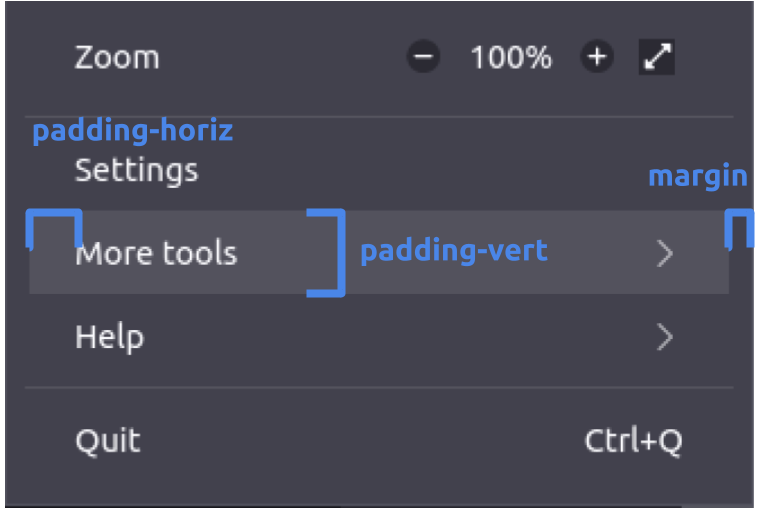 Zoom − 100% +
padding-horiz
Settings
margin
More tools
padding-vert
Help
Quit Ctrl+Q